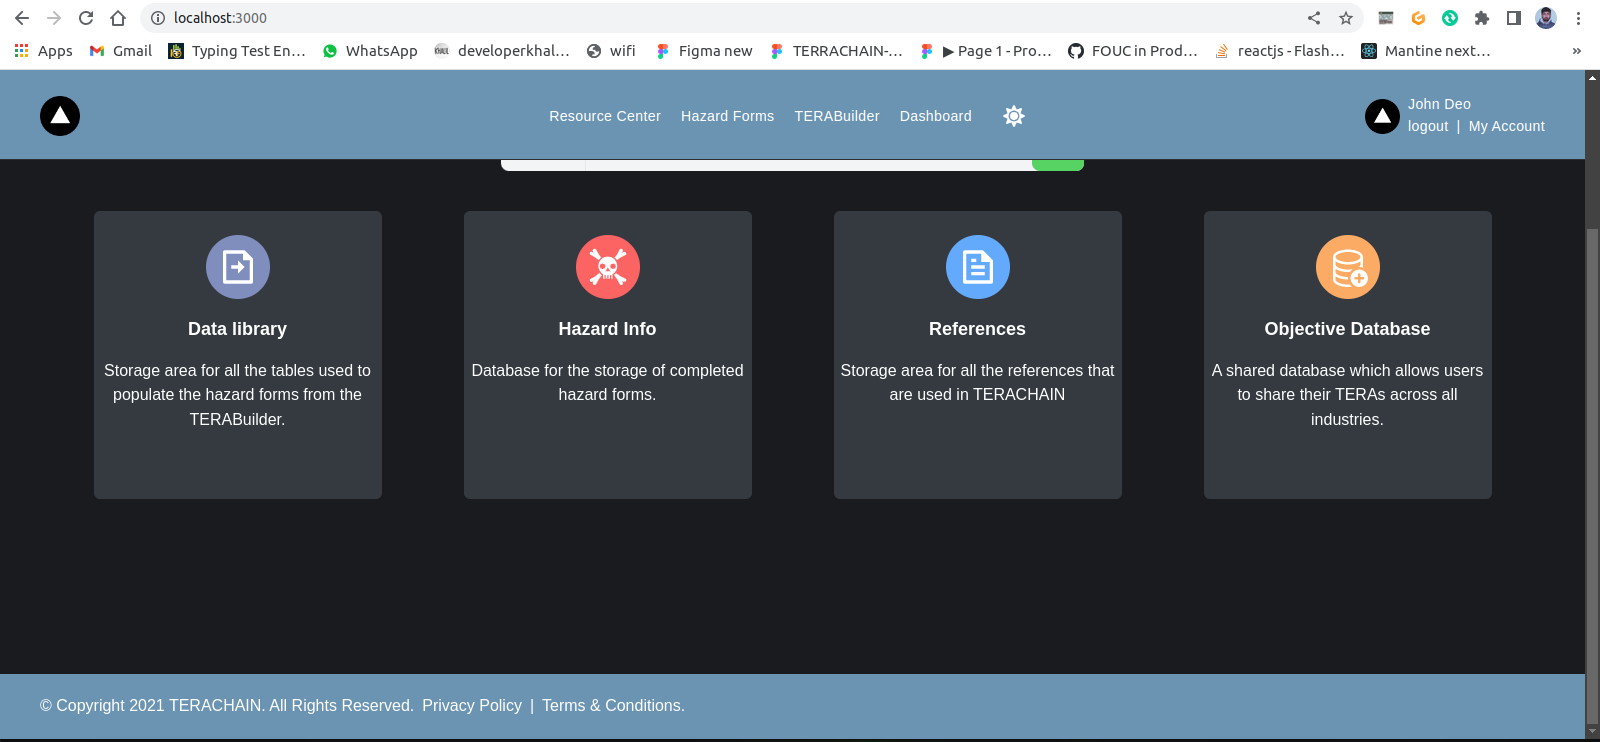 localhost:3000
Apps Gmail Typing Test En... WhatsApp developerkhal... wifi Figma new TERRACHAIN-... ▶ Page 1 - Pro... FOUC in Prod... reactjs - Flash... Mantine next... »
Resource Center Hazard Forms TERABuilder Dashboard
John Deo
logout | My Account
Data library
Storage area for all the tables used to
populate the hazard forms from the
TERABuilder.
Hazard Info
Database for the storage of completed
hazard forms.
References
Storage area for all the references that
are used in TERACHAIN
Objective Database
A shared database which allows users
to share their TERAs across all
industries.
© Copyright 2021 TERACHAIN. All Rights Reserved. Privacy Policy | Terms & Conditions.